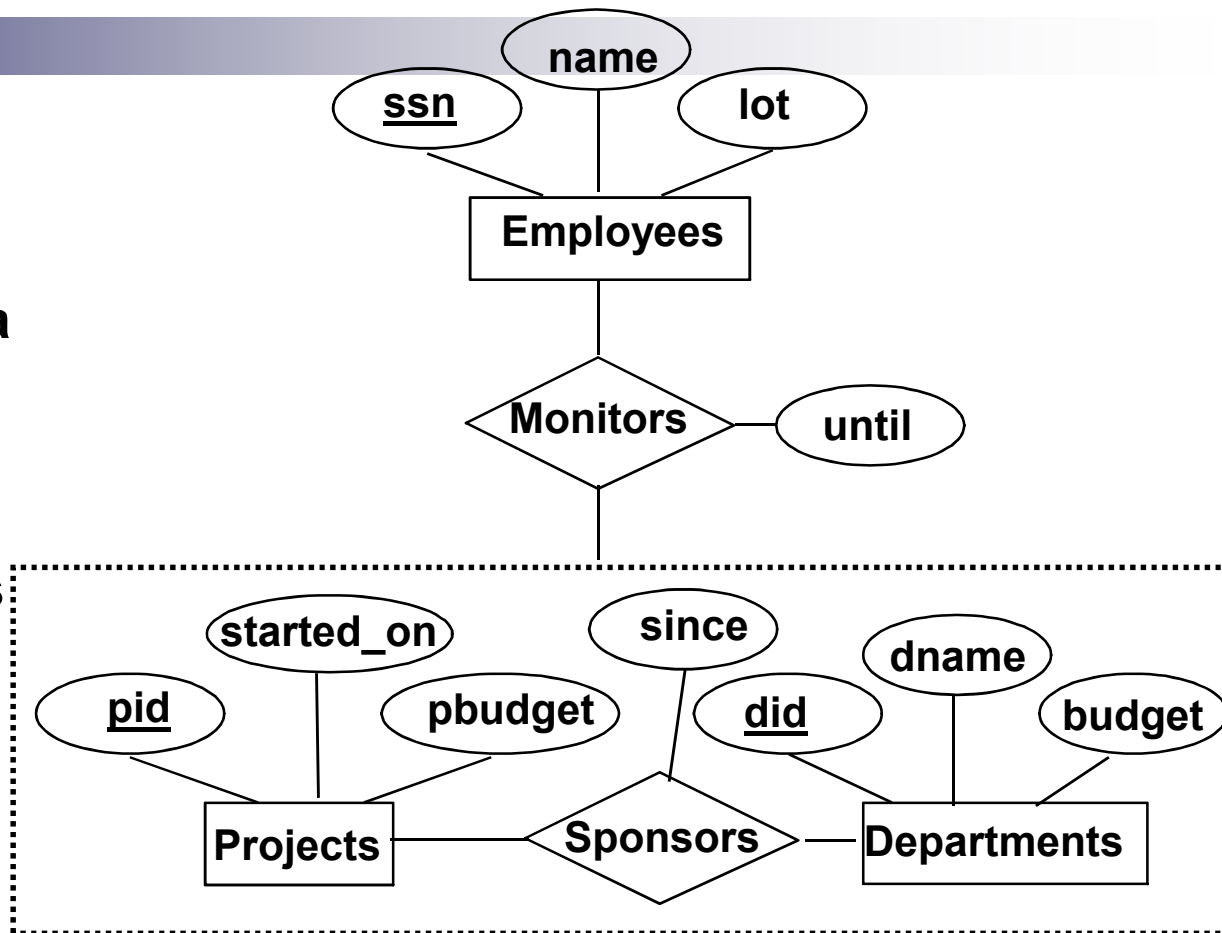 name
ssn
lot
Employees
a
Monitors
until
s
started_on
since
dname
pid
pbudget
did
budget
Projects
Sponsors
Departments